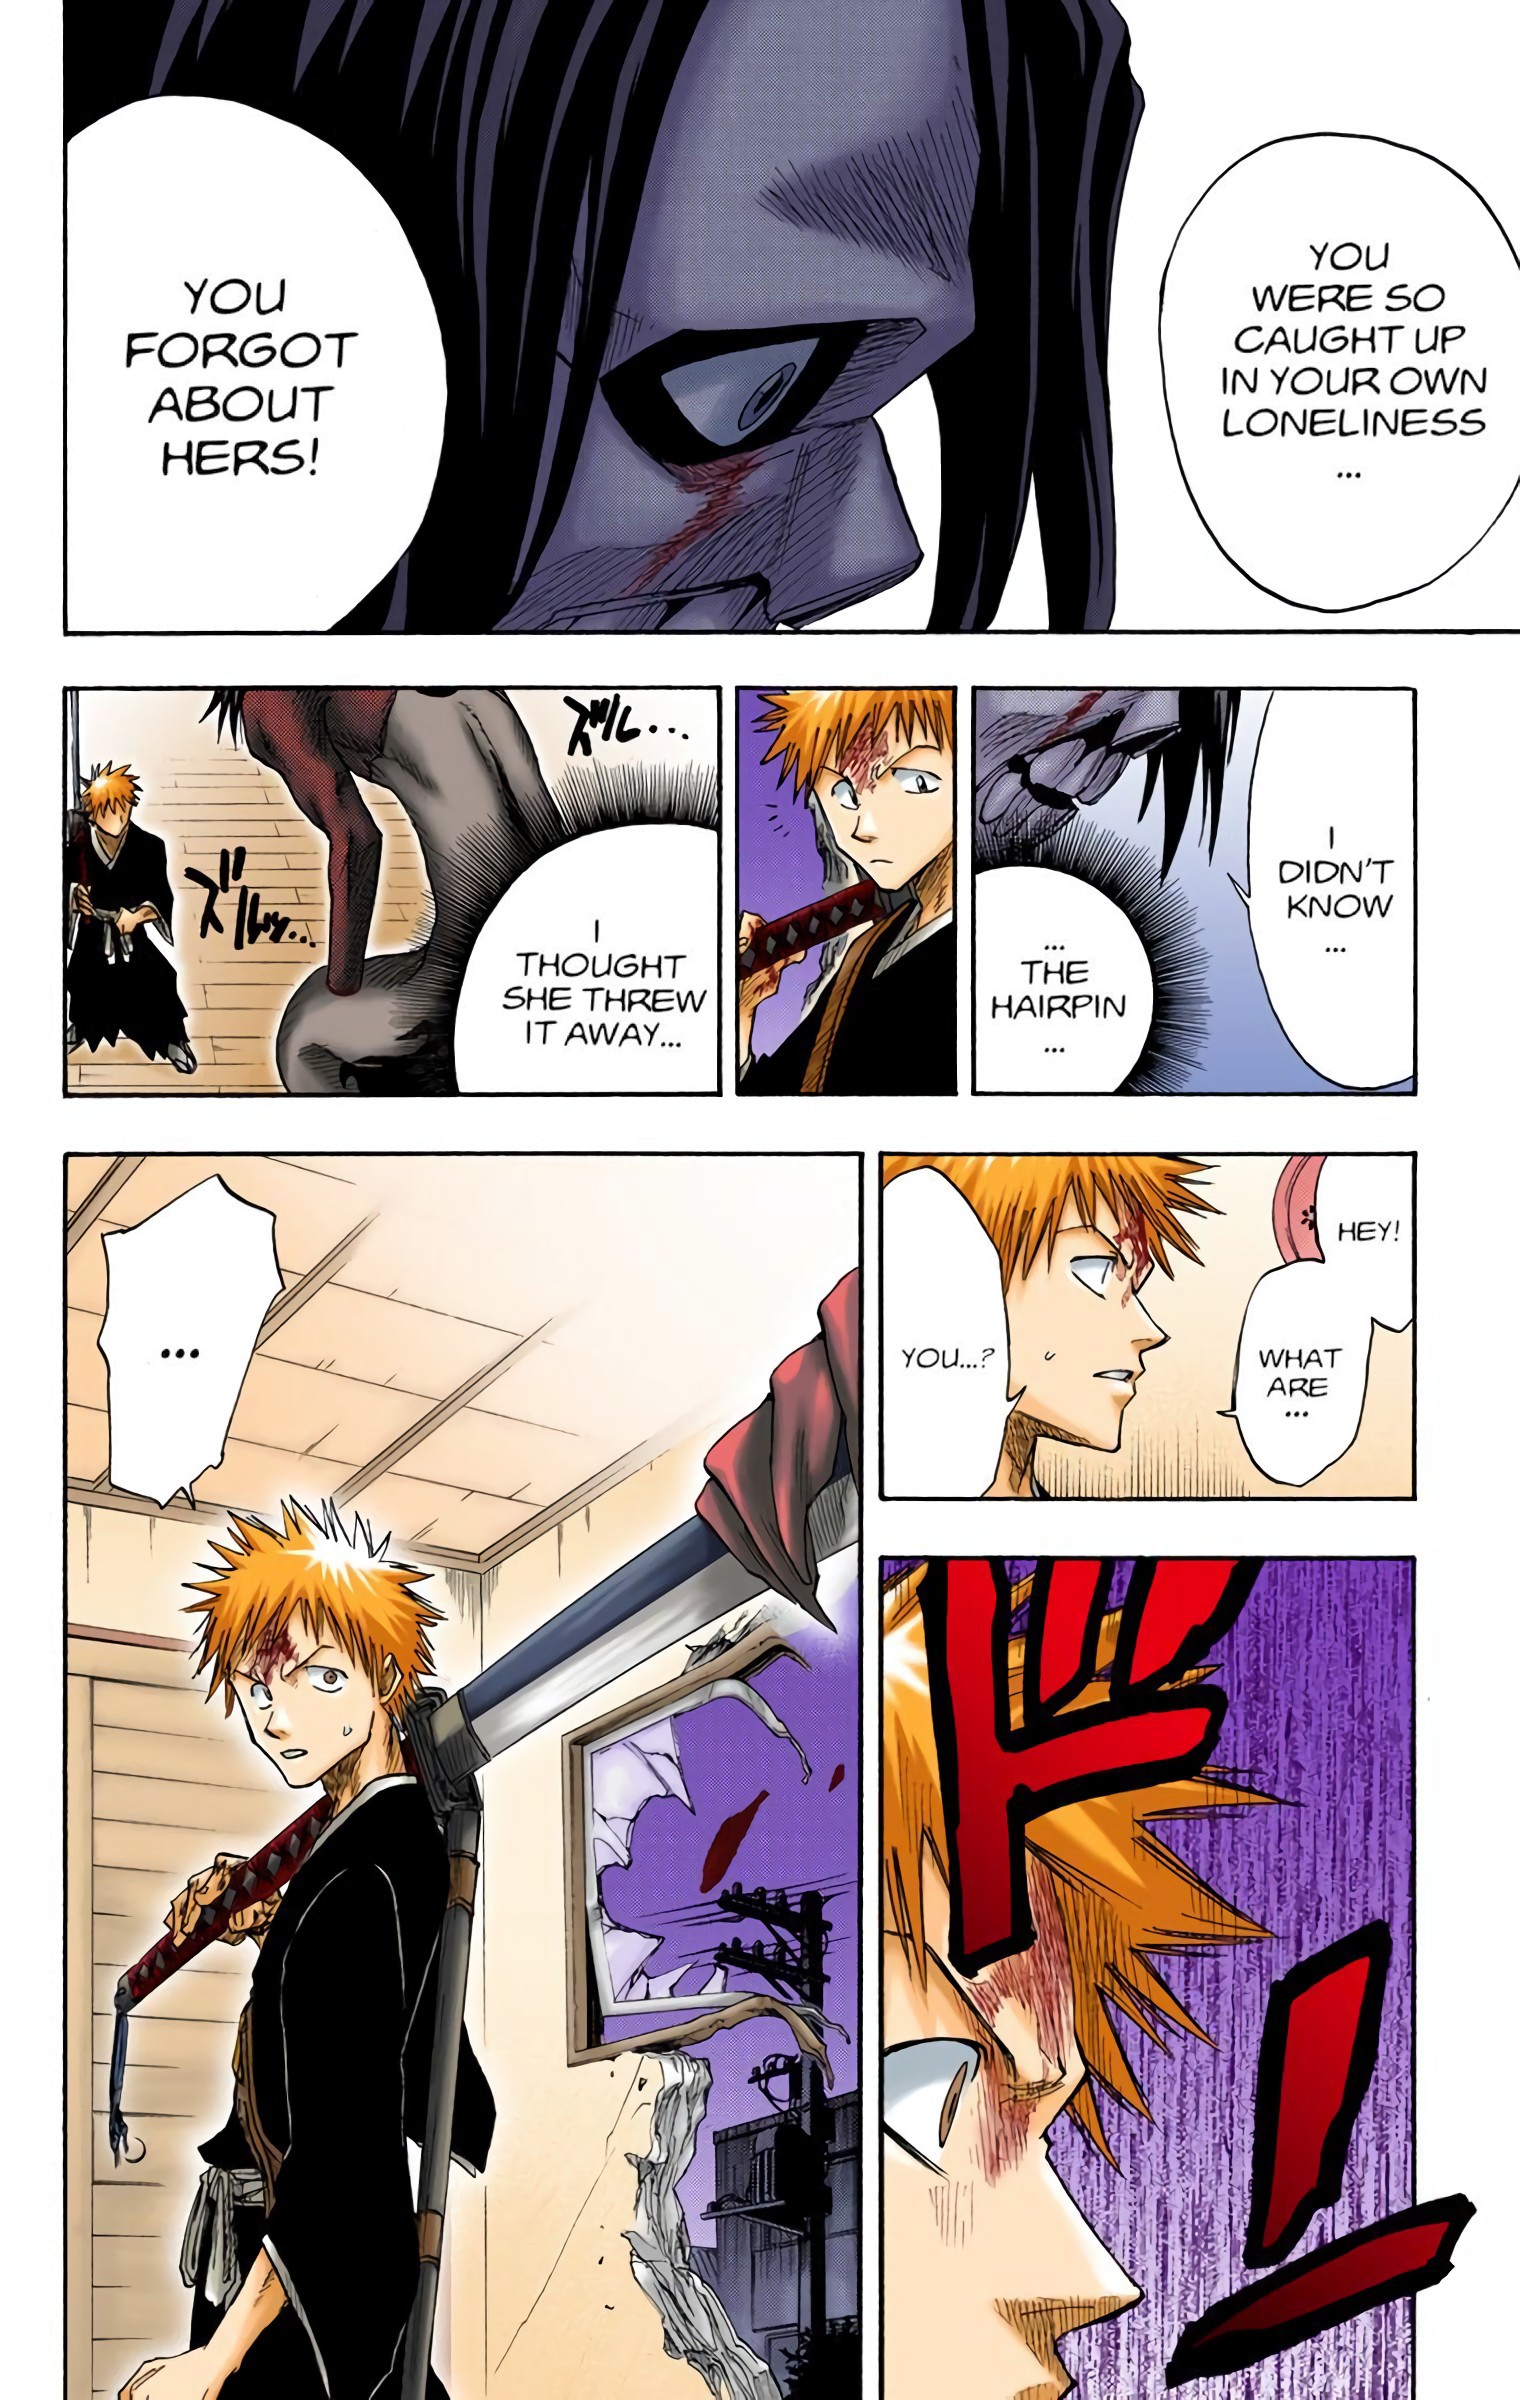 YOU
WERE SO
CAUGHT UP
IN YOUR OWN
LONELINESS
...
YOU
FORGOT
ABOUT
HERS!
I
DIDN'T
KNOW
...
...
THE
HAIRPIN
...
I
THOUGHT
SHE THREW
IT AWAY...
ズル...
ズルッ...
HEY!
WHAT
ARE
...
YOU...?
ドン
...